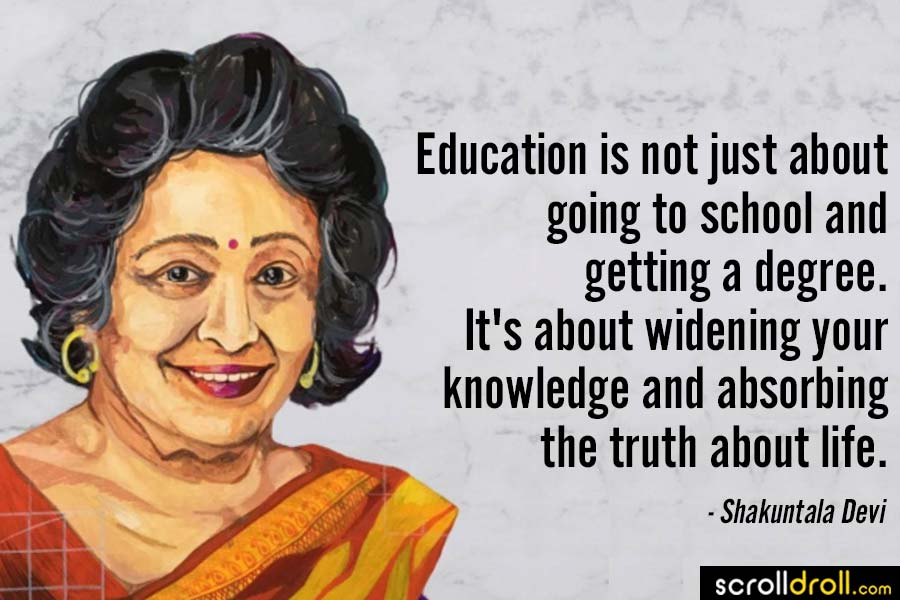 Education is not just about
going to school and
getting a degree.
It's about widening your
knowledge and absorbing
the truth about life.
- Shakuntala Devi
scrolldroll.com